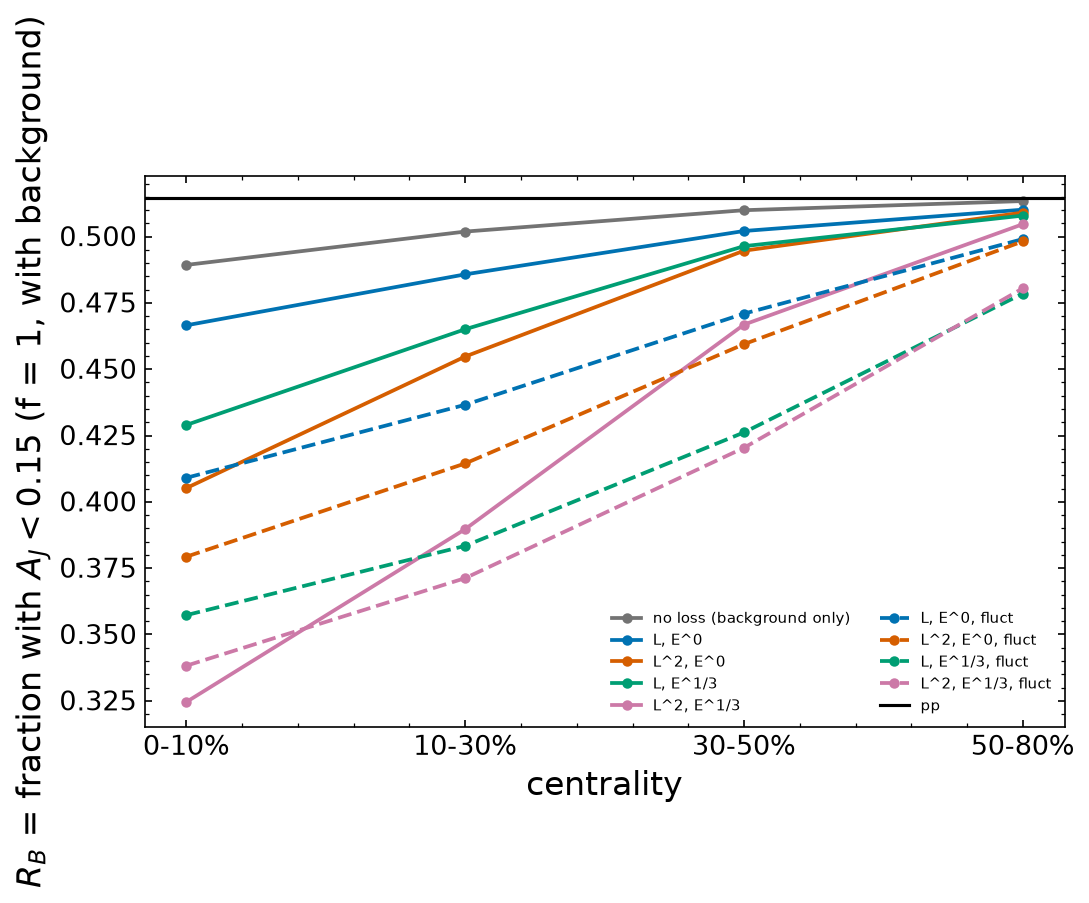 R_B = fraction with A_J < 0.15 (f = 1, with background)
0.500
0.475
0.450
0.425
0.400
0.375
0.350
0.325
no loss (background only)
L, E^0
L^2, E^0
L, E^1/3
L^2, E^1/3
L, E^0, fluct
L^2, E^0, fluct
L, E^1/3, fluct
L^2, E^1/3, fluct
pp
0-10%
10-30%
30-50%
50-80%
centrality